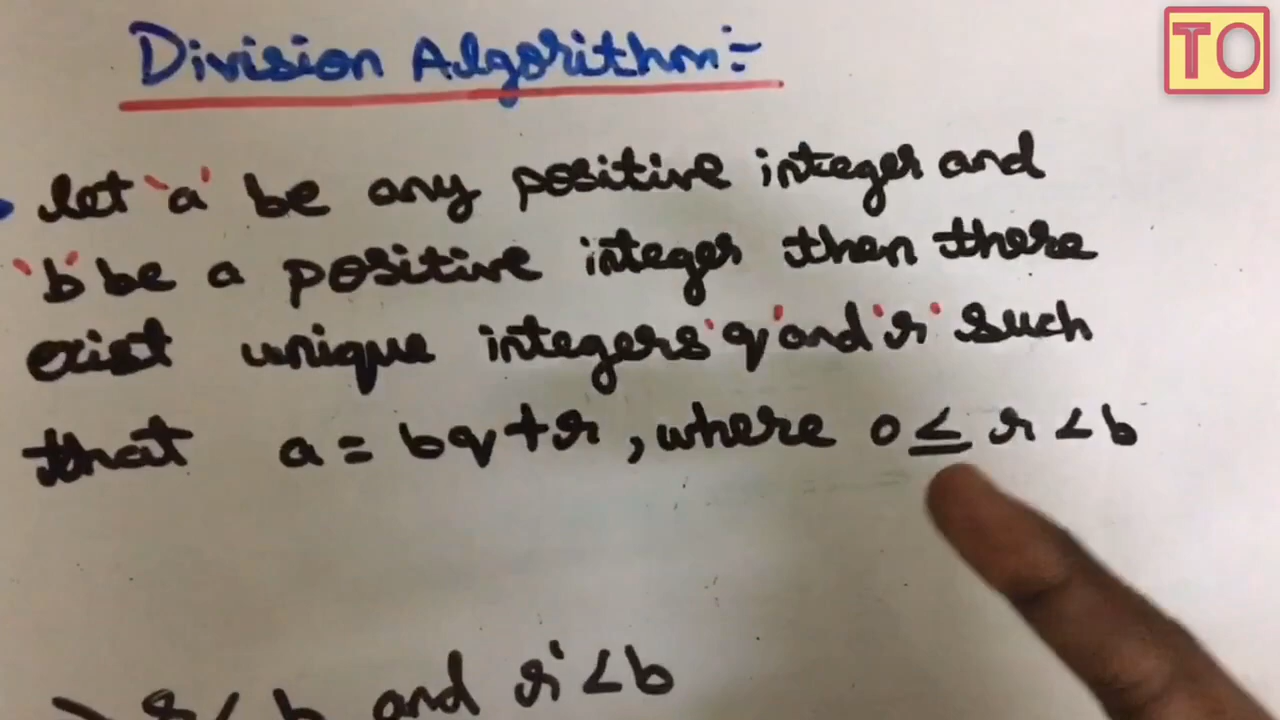 TO
Division Algorithm:-
let 'a' be any positive integer and
'b' be a positive integer then there
exist unique integers 'q' and 'r' such
that a = bq + r, where 0 ≤ r < b
and r' < b